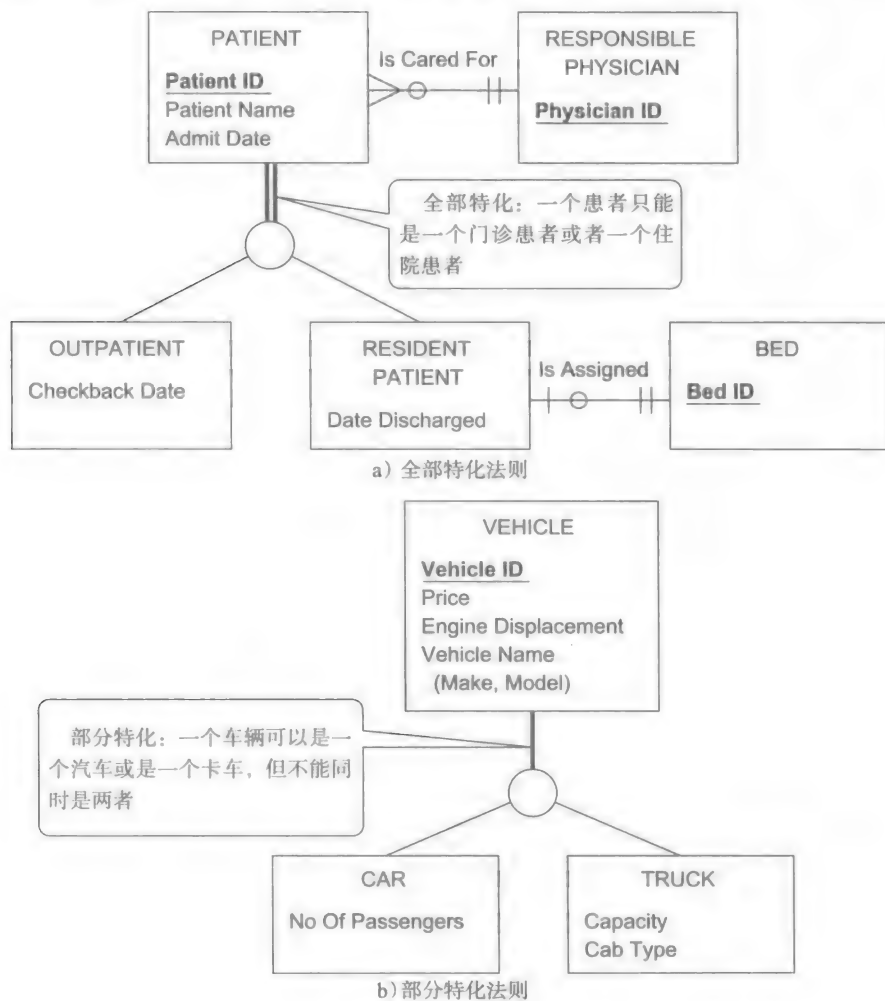 PATIENT
Patient ID
Patient Name
Admit Date
Is Cared For
RESPONSIBLE
PHYSICIAN
Physician ID
全部特化：一个患者只能
是一个门诊患者或者一个住
院患者
OUTPATIENT
Checkback Date
RESIDENT
PATIENT
Date Discharged
Is Assigned
BED
Bed ID
a）全部特化法则
VEHICLE
Vehicle ID
Price
Engine Displacement
Vehicle Name
(Make, Model)
部分特化：一个车辆可以是一
个汽车或是一个卡车，但不能同
时是两者
CAR
No Of Passengers
TRUCK
Capacity
Cab Type
b）部分特化法则